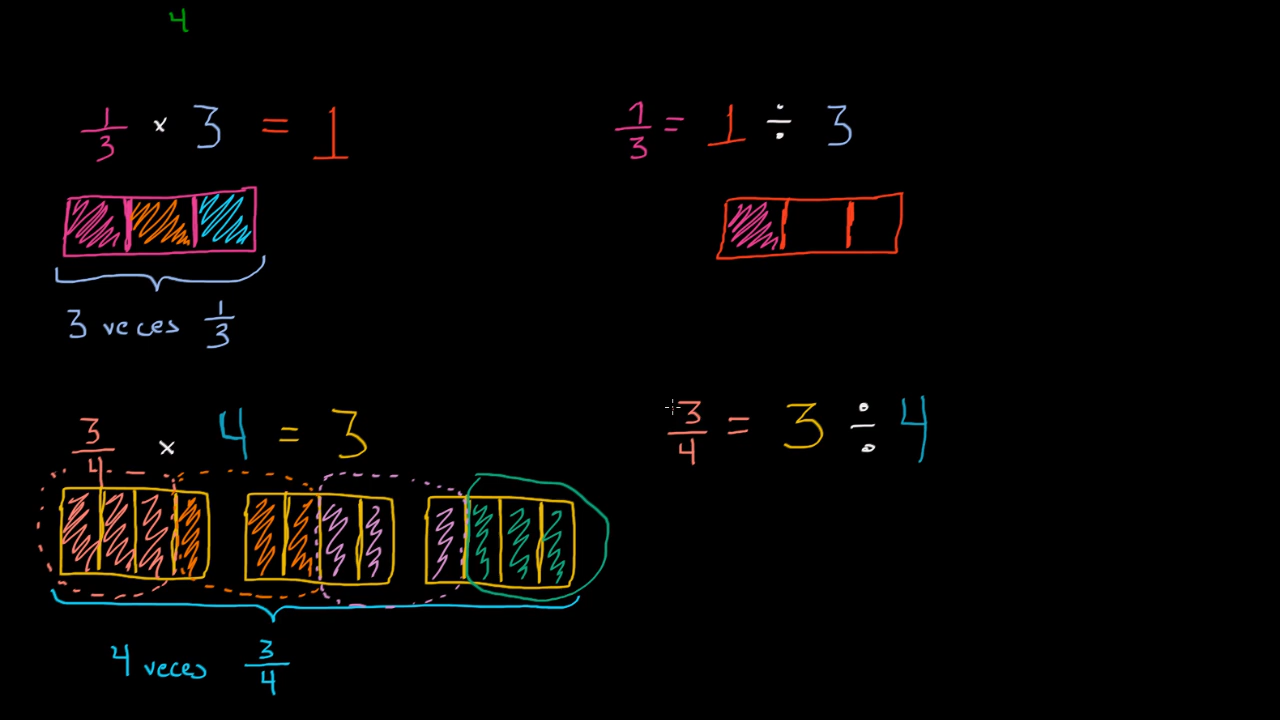 4
1/3 × 3 = 1
1/3 = 1 ÷ 3
3 veces 1/3
3/4 × 4 = 3
3/4 = 3 ÷ 4
4 veces 3/4